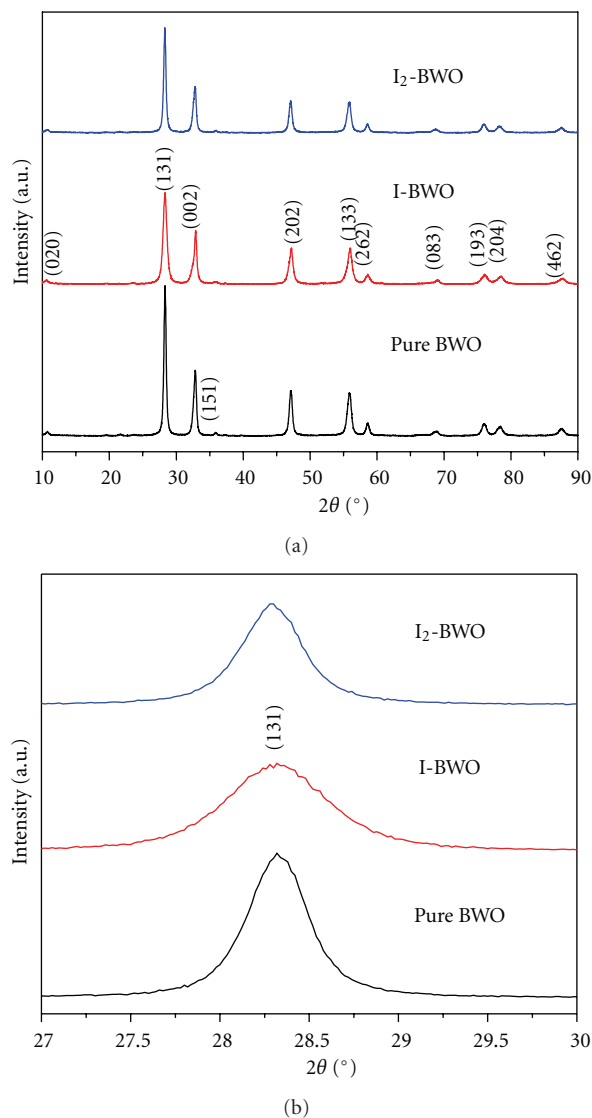 I₂-BWO
(131)
I-BWO
(002)
(020)
(202)
(133)
(262)
(083)
(193)
(204)
(462)
Pure BWO
(151)
Intensity (a.u.)
10 20 30 40 50 60 70 80 90
2θ (°)
(a)
I₂-BWO
(131)
I-BWO
Pure BWO
Intensity (a.u.)
27 27.5 28 28.5 29 29.5 30
2θ (°)
(b)